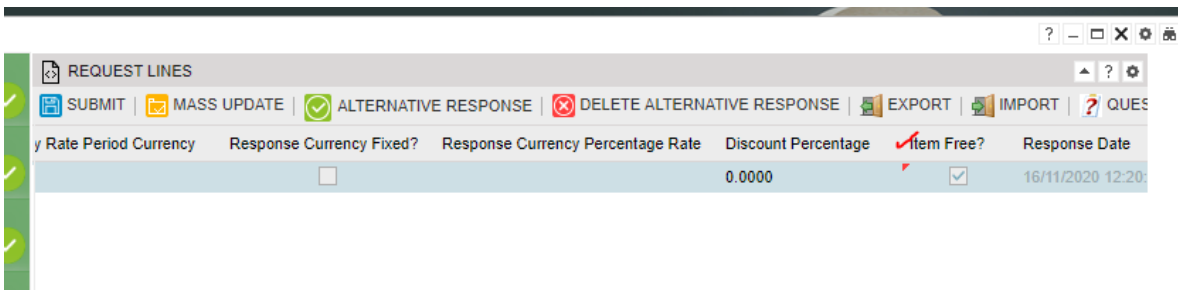 ?
REQUEST LINES ?
SUBMIT | MASS UPDATE | ALTERNATIVE RESPONSE | DELETE ALTERNATIVE RESPONSE | EXPORT | IMPORT | ? QUES
y Rate Period Currency Response Currency Fixed? Response Currency Percentage Rate Discount Percentage Item Free? Response Date
0.0000 16/11/2020 12:20: